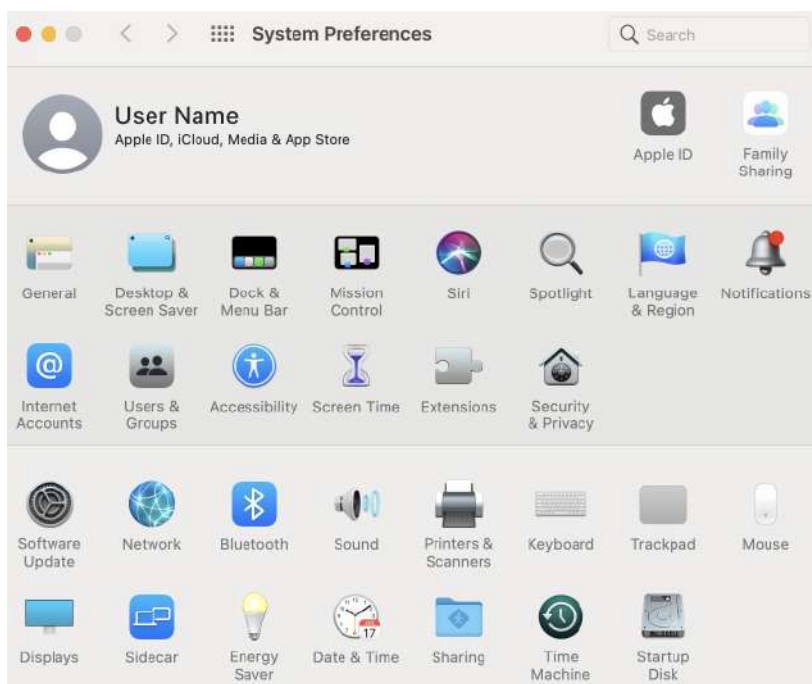 System Preferences
Search
User Name
Apple ID, iCloud, Media & App Store
Apple ID
Family
Sharing
General
Desktop &
Screen Saver
Dock &
Menu Bar
Mission
Control
Siri
Spotlight
Language
& Region
Notifications
Internet
Accounts
Users &
Groups
Accessibility
Screen Time
Extensions
Security
& Privacy
Software
Update
Network
Bluetooth
Sound
Printers &
Scanners
Keyboard
Trackpad
Mouse
Displays
Sidecar
Energy
Saver
Date & Time
17
Sharing
Time
Machine
Startup
Disk